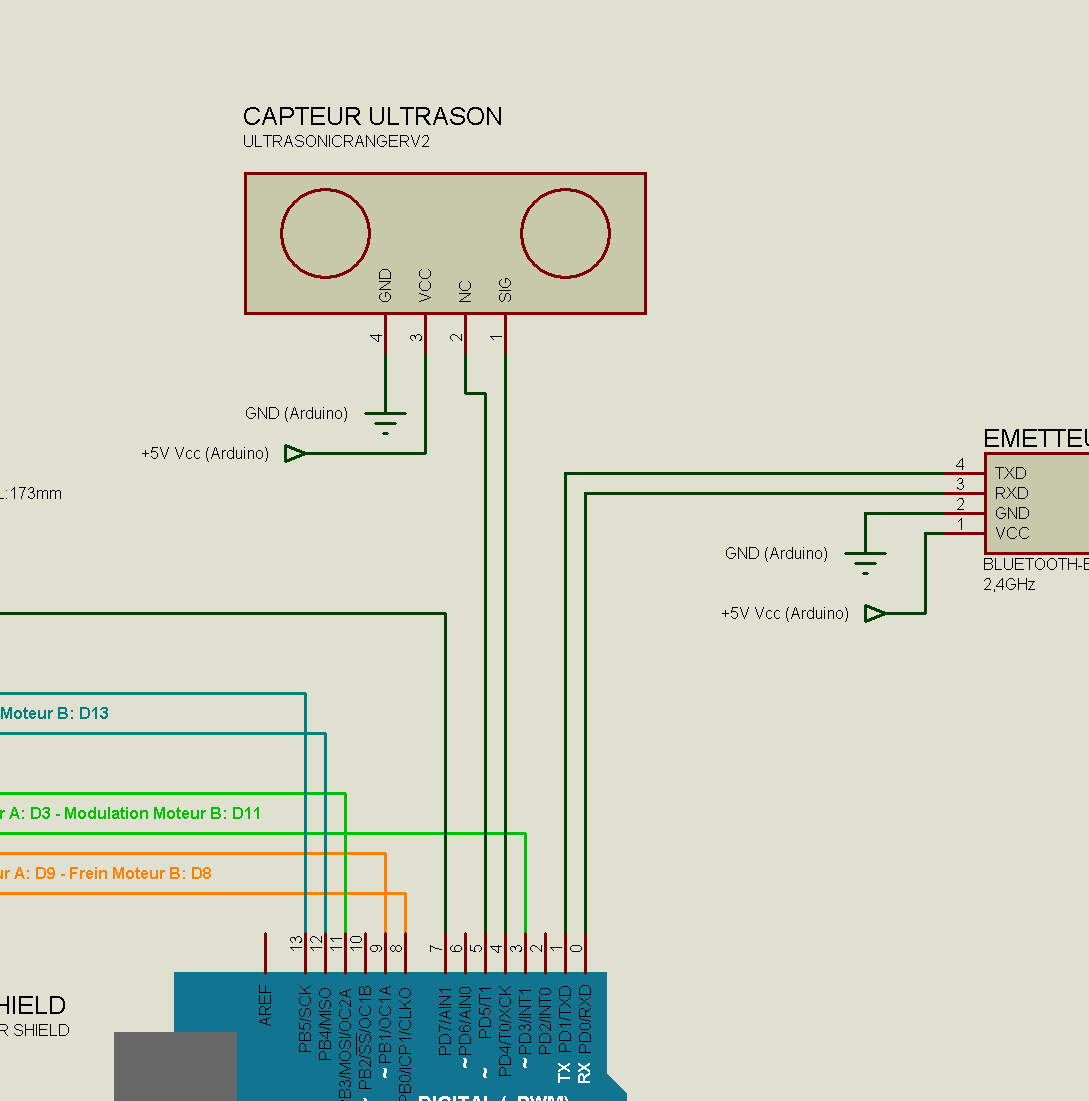 CAPTEUR ULTRASON
ULTRASONICRANGERV2
GND
VCC
NC
SIG
4
3
2
1
GND (Arduino)
+5V Vcc (Arduino)
L:173mm
EMETTEU
4
TXD
3
RXD
2
GND
1
VCC
GND (Arduino)
BLUETOOTH-E
2,4GHz
+5V Vcc (Arduino)
Moteur B: D13
r A: D3 - Modulation Moteur B: D11
ur A: D9 - Frein Moteur B: D8
13
12
11
10
9
8
7
6
5
4
3
2
1
0
HIELD
R SHIELD
AREF
PB5/SCK
PB4/MISO
PB3/MOSI/OC2A
PB2/SS/OC1B
~ PB1/OC1A
PB0/ICP1/CLKO
PD7/AIN1
~ PD6/AIN0
~ PD5/T1
PD4/T0/XCK
~ PD3/INT1
PD2/INT0
TX PD1/TXD
RX PD0/RXD
DIGITAL (~PWM)